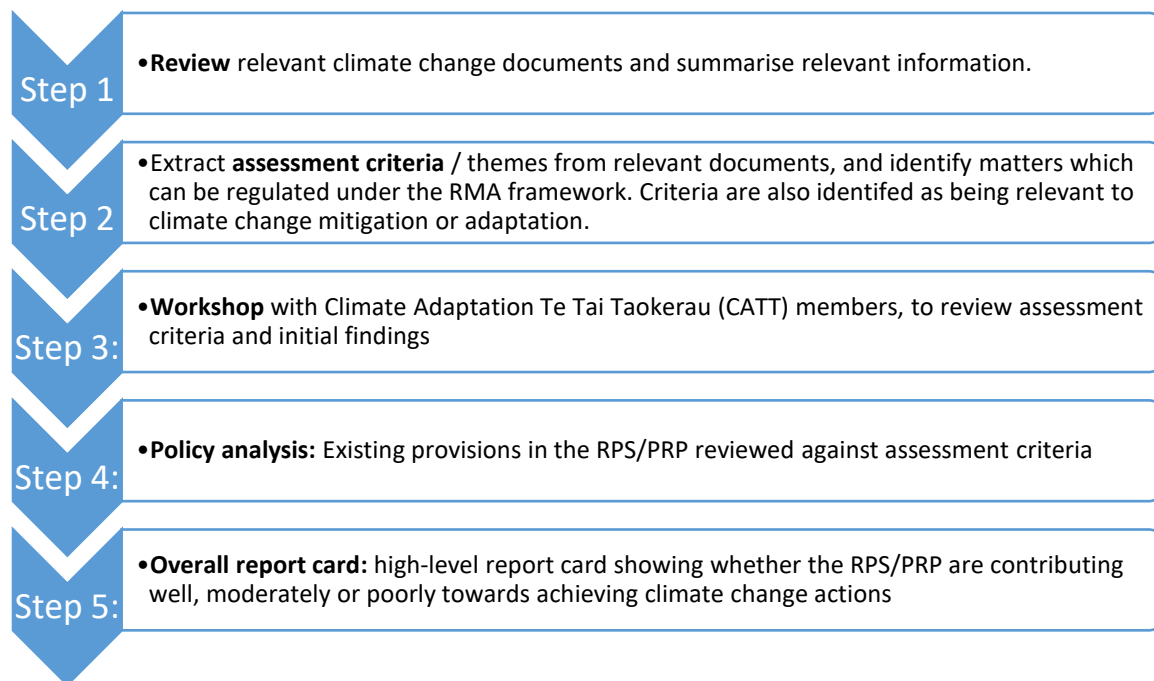 Step 1
•Review relevant climate change documents and summarise relevant information.
Step 2
•Extract assessment criteria / themes from relevant documents, and identify matters which
can be regulated under the RMA framework. Criteria are also identifed as being relevant to
climate change mitigation or adaptation.
Step 3:
•Workshop with Climate Adaptation Te Tai Taokerau (CATT) members, to review assessment
criteria and initial findings
Step 4:
•Policy analysis: Existing provisions in the RPS/PRP reviewed against assessment criteria
Step 5:
•Overall report card: high-level report card showing whether the RPS/PRP are contributing
well, moderately or poorly towards achieving climate change actions